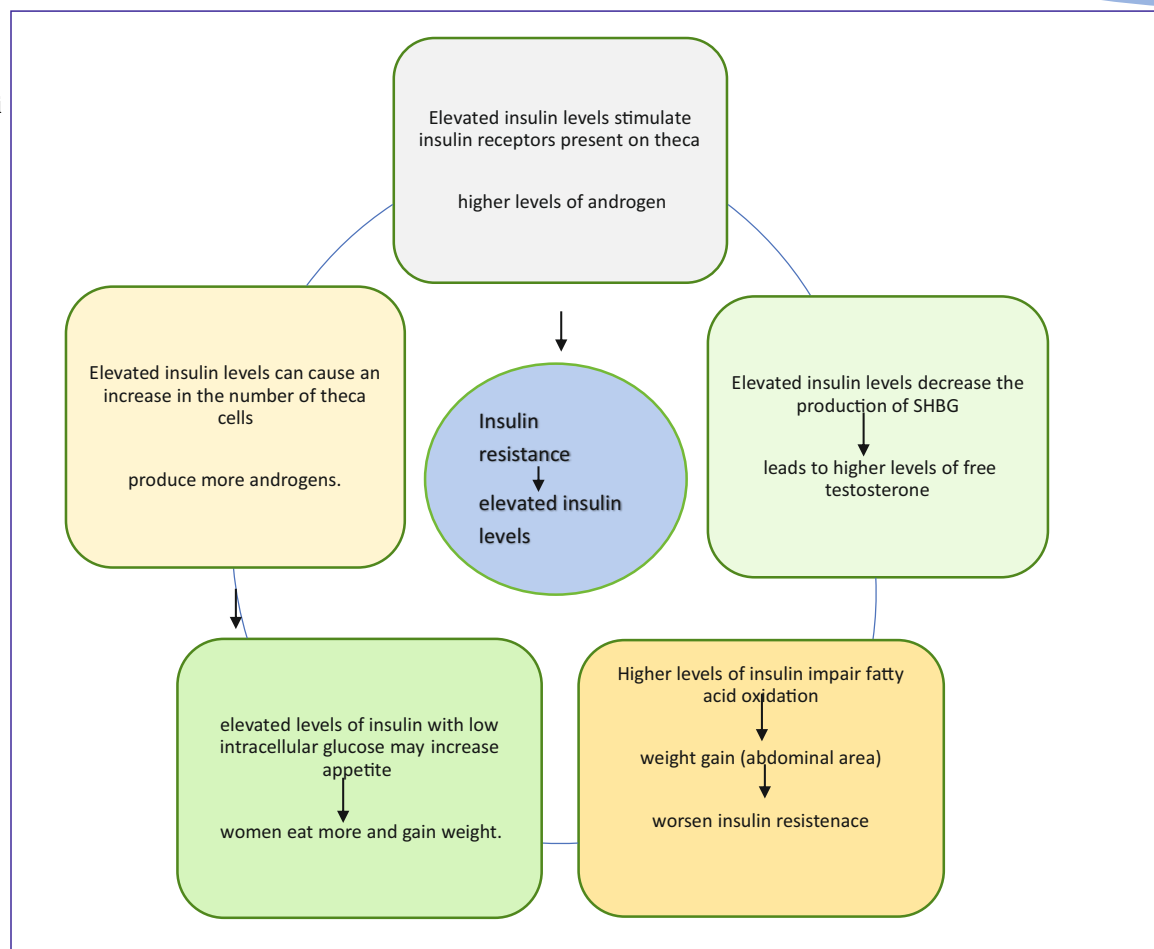 Elevated insulin levels stimulate
insulin receptors present on theca
higher levels of androgen
Elevated insulin levels can cause an
increase in the number of theca
cells
produce more androgens.
Insulin
resistance
elevated insulin
levels
Elevated insulin levels decrease the
production of SHBG
leads to higher levels of free
testosterone
elevated levels of insulin with low
intracellular glucose may increase
appetite
women eat more and gain weight.
Higher levels of insulin impair fatty
acid oxidation
weight gain (abdominal area)
worsen insulin resistenace